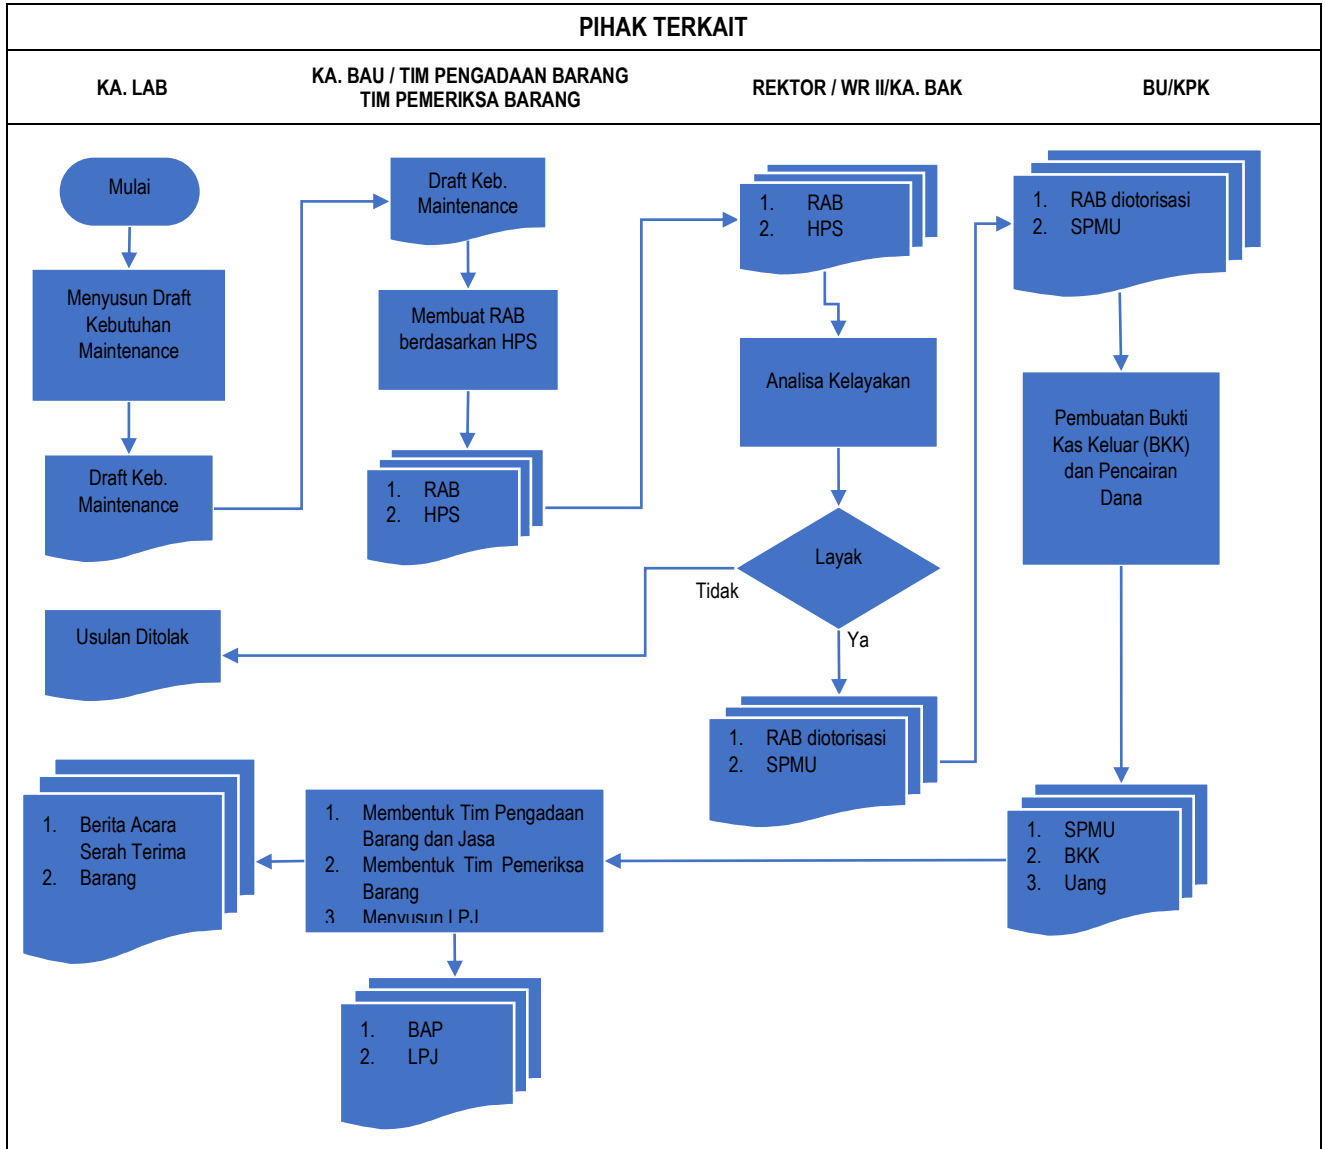 PIHAK TERKAIT
KA. LAB
KA. BAU / TIM PENGADAAN BARANG
TIM PEMERIKSA BARANG
REKTOR / WR II/KA. BAK
BU/KPK
Mulai
Menyusun Draft
Kebutuhan
Maintenance
Draft Keb.
Maintenance
Usulan Ditolak
1. Berita Acara
Serah Terima
2. Barang
Draft Keb.
Maintenance
Membuat RAB
berdasarkan HPS
1. RAB
2. HPS
1. Membentuk Tim Pengadaan
Barang dan Jasa
2. Membentuk Tim Pemeriksa
Barang
3 Menyusun LPJ
1. BAP
2. LPJ
1. RAB
2. HPS
Analisa Kelayakan
Layak
Tidak
Ya
1. RAB diotorisasi
2. SPMU
1. RAB diotorisasi
2. SPMU
Pembuatan Bukti
Kas Keluar (BKK)
dan Pencairan
Dana
1. SPMU
2. BKK
3. Uang